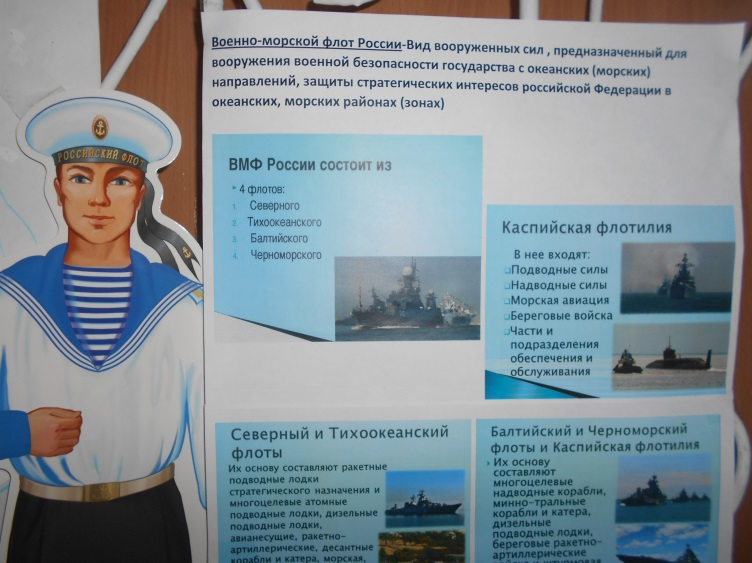 РОССИЙСКИЙ ФЛОТ
Военно-морской флот России-Вид вооруженных сил , предназначенный для
вооружения военной безопасности государства с океанских (морских)
направлений, защиты стратегических интересов российской Федерации в
океанских, морских районах (зонах)
ВМФ России состоит из
4 флотов:
1. Северного
2. Тихоокеанского
3. Балтийского
4. Черноморского
Каспийская флотилия
В нее входят:
Подводные силы
Надводные силы
Морская авиация
Береговые войска
Части и
подразделения
обеспечения и
обслуживания
Северный и Тихоокеанский
флоты
Их основу составляют ракетные
подводные лодки
стратегического назначения и
многоцелевые атомные
подводные лодки, дизельные
подводные лодки,
авианесущие, ракетно-
артиллерические, десантные
корабли и катера, морская,
Балтийский и Черноморский
флоты и Каспийская флотилия
Их основу
составляют
многоцелевые
надводные корабли,
минно-тральные
корабли и катера,
дизельные
подводные лодки,
береговые ракетно-
артиллерические